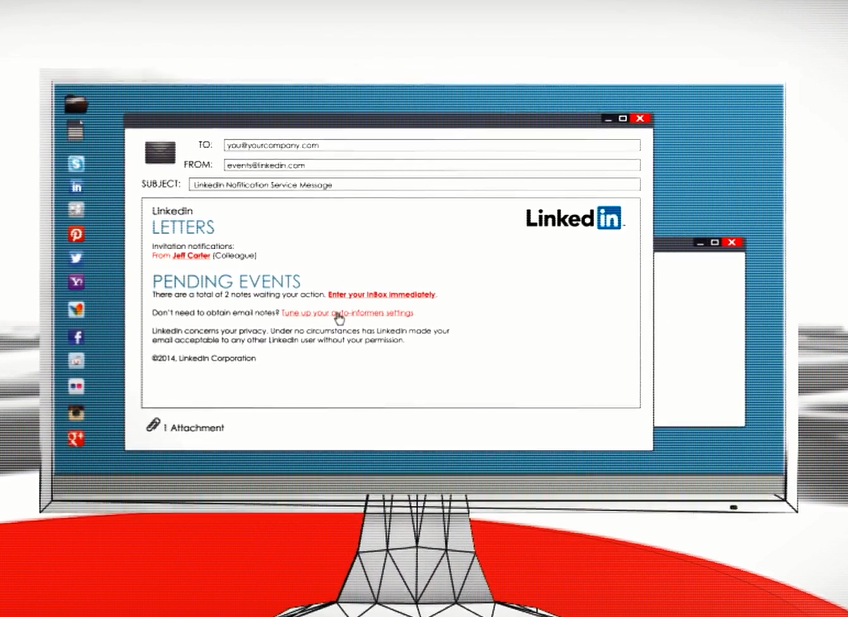 TO: you@yourcompany.com
FROM: events@linkedin.com
SUBJECT: LinkedIn Notification Service Message
LinkedIn
LETTERS
Linked in
Invitation notifications:
From Jeff Carter (Colleague)
PENDING EVENTS
There are a total of 2 notes waiting your action. Enter your InBox immediately.
Don't need to obtain email notes? Tune up your auto-informers settings
LinkedIn concerns your privacy. Under no circumstances has LinkedIn made your
email acceptable to any other LinkedIn user without your permission.
©2014, LinkedIn Corporation
1 Attachment